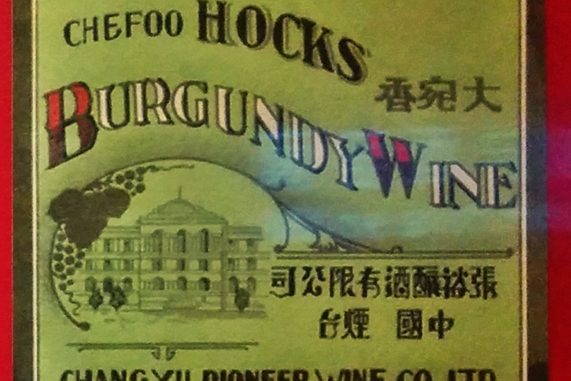 CHEFOO HOCKS
大宛香
BURGUNDY WINE
張裕釀酒有限公司
中國 煙台
CHANG YU PIONEER WINE CO. LTD.